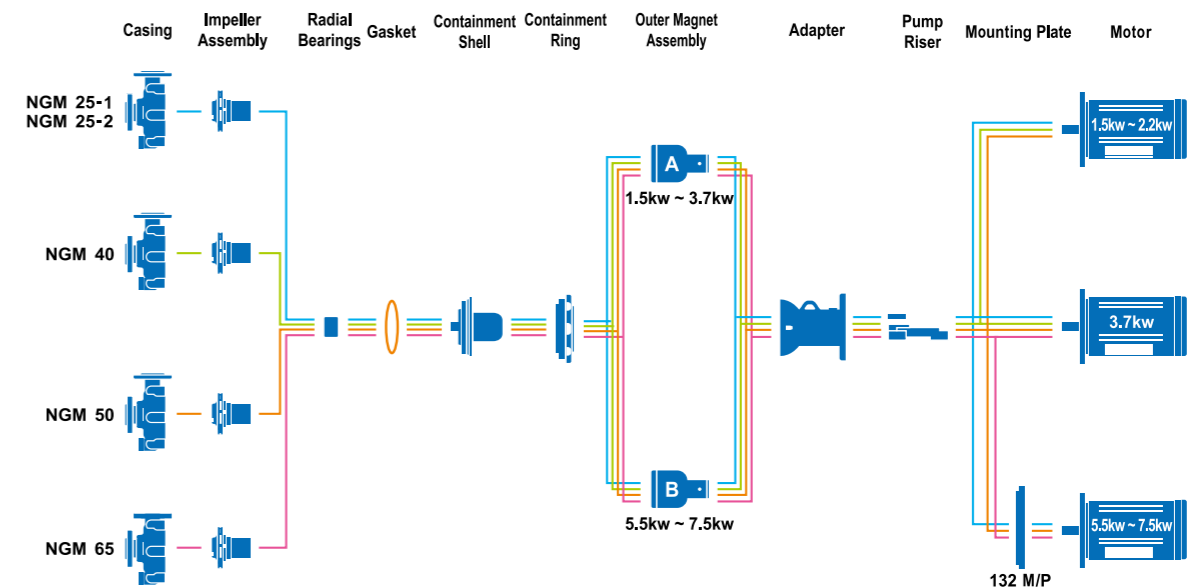 Casing
Impeller
Assembly
Radial
Bearings
Gasket
Containment
Shell
Containment
Ring
Outer Magnet
Assembly
Adapter
Pump
Riser
Mounting Plate
Motor
NGM 25-1
NGM 25-2
1.5kw ~ 2.2kw
A
1.5kw ~ 3.7kw
NGM 40
3.7kw
NGM 50
B
5.5kw ~ 7.5kw
5.5kw ~ 7.5kw
NGM 65
132 M/P